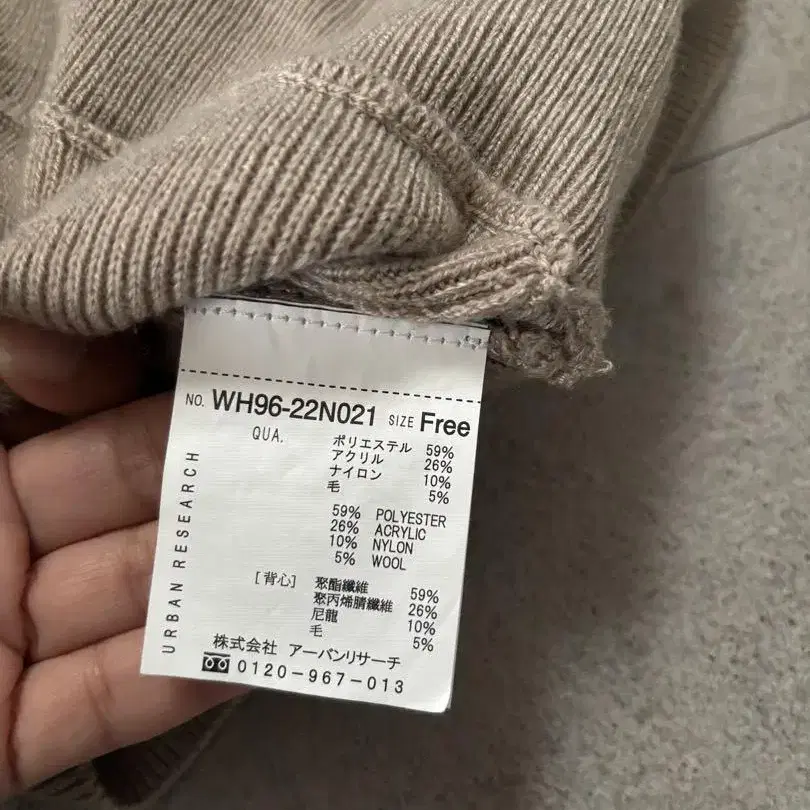 NO. WH96-22N021 SIZE Free
QUA.
ポリエステル 59%
アクリル 26%
ナイロン 10%
毛 5%
59% POLYESTER
26% ACRYLIC
10% NYLON
5% WOOL
[背心] 聚酯纖維 59%
聚丙烯腈纖維 26%
尼龍 10%
毛 5%
URBAN RESEARCH
株式会社 アーバンリサーチ
0120-967-013